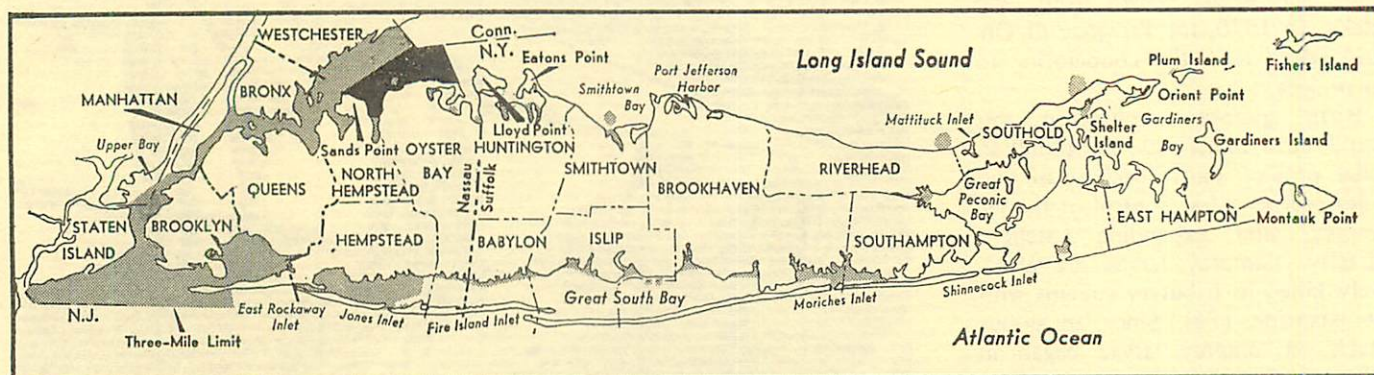 WESTCHESTER
Conn.
N.Y.
Eatons Point
Long Island Sound
Plum Island
Fishers Island
MANHATTAN
BRONX
Smithtown
Bay
Port Jefferson
Harbor
Orient Point
Upper Bay
Lloyd Point
Mattituck Inlet
SOUTHOLD
Shelter
Island
Gardiners
Bay
Gardiners Island
Sands Point
OYSTER
BAY
HUNTINGTON
SMITHTOWN
RIVERHEAD
QUEENS
NORTH
HEMPSTEAD
Nassau
Suffolk
BROOKHAVEN
Great
Peconic
Bay
STATEN
ISLAND
BROOKLYN
HEMPSTEAD
BABYLON
ISLIP
SOUTHAMPTON
EAST HAMPTON
Montauk Point
N.J.
East Rockaway
Inlet
Jones Inlet
Fire Island Inlet
Great South Bay
Moriches Inlet
Shinnecock Inlet
Three-Mile Limit
Atlantic Ocean